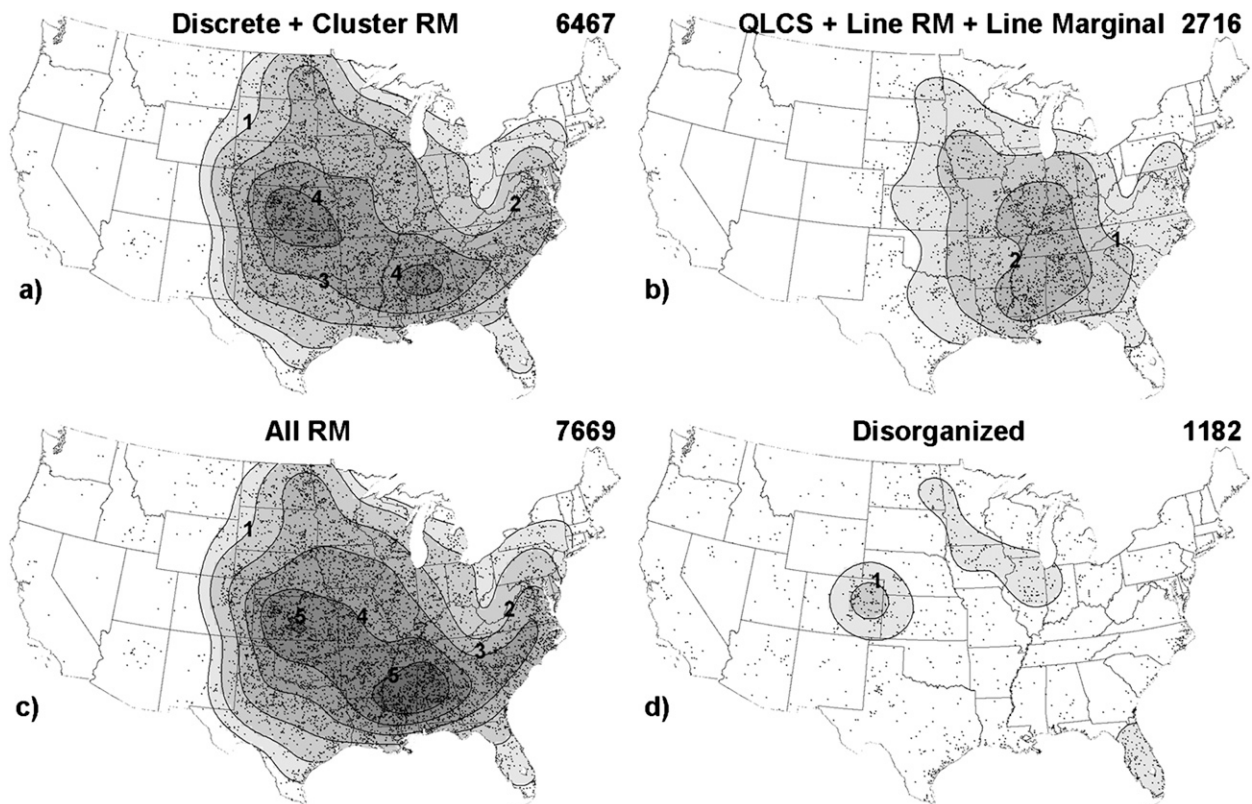 Discrete + Cluster RM 6467
1
4
2
4
3
a)
QLCS + Line RM + Line Marginal 2716
1
2
b)
All RM 7669
1
5
4
2
3
5
c)
Disorganized 1182
1
d)